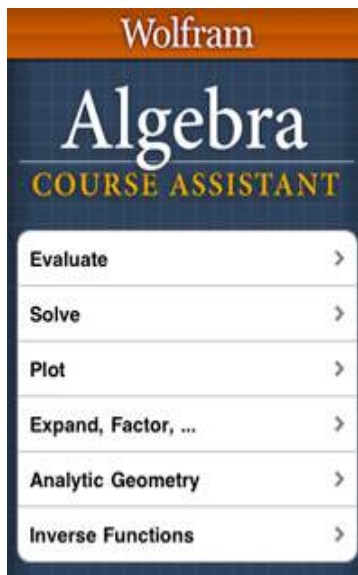 Wolfram
Algebra
COURSE ASSISTANT
Evaluate
Solve
Plot
Expand, Factor, ...
Analytic Geometry
Inverse Functions